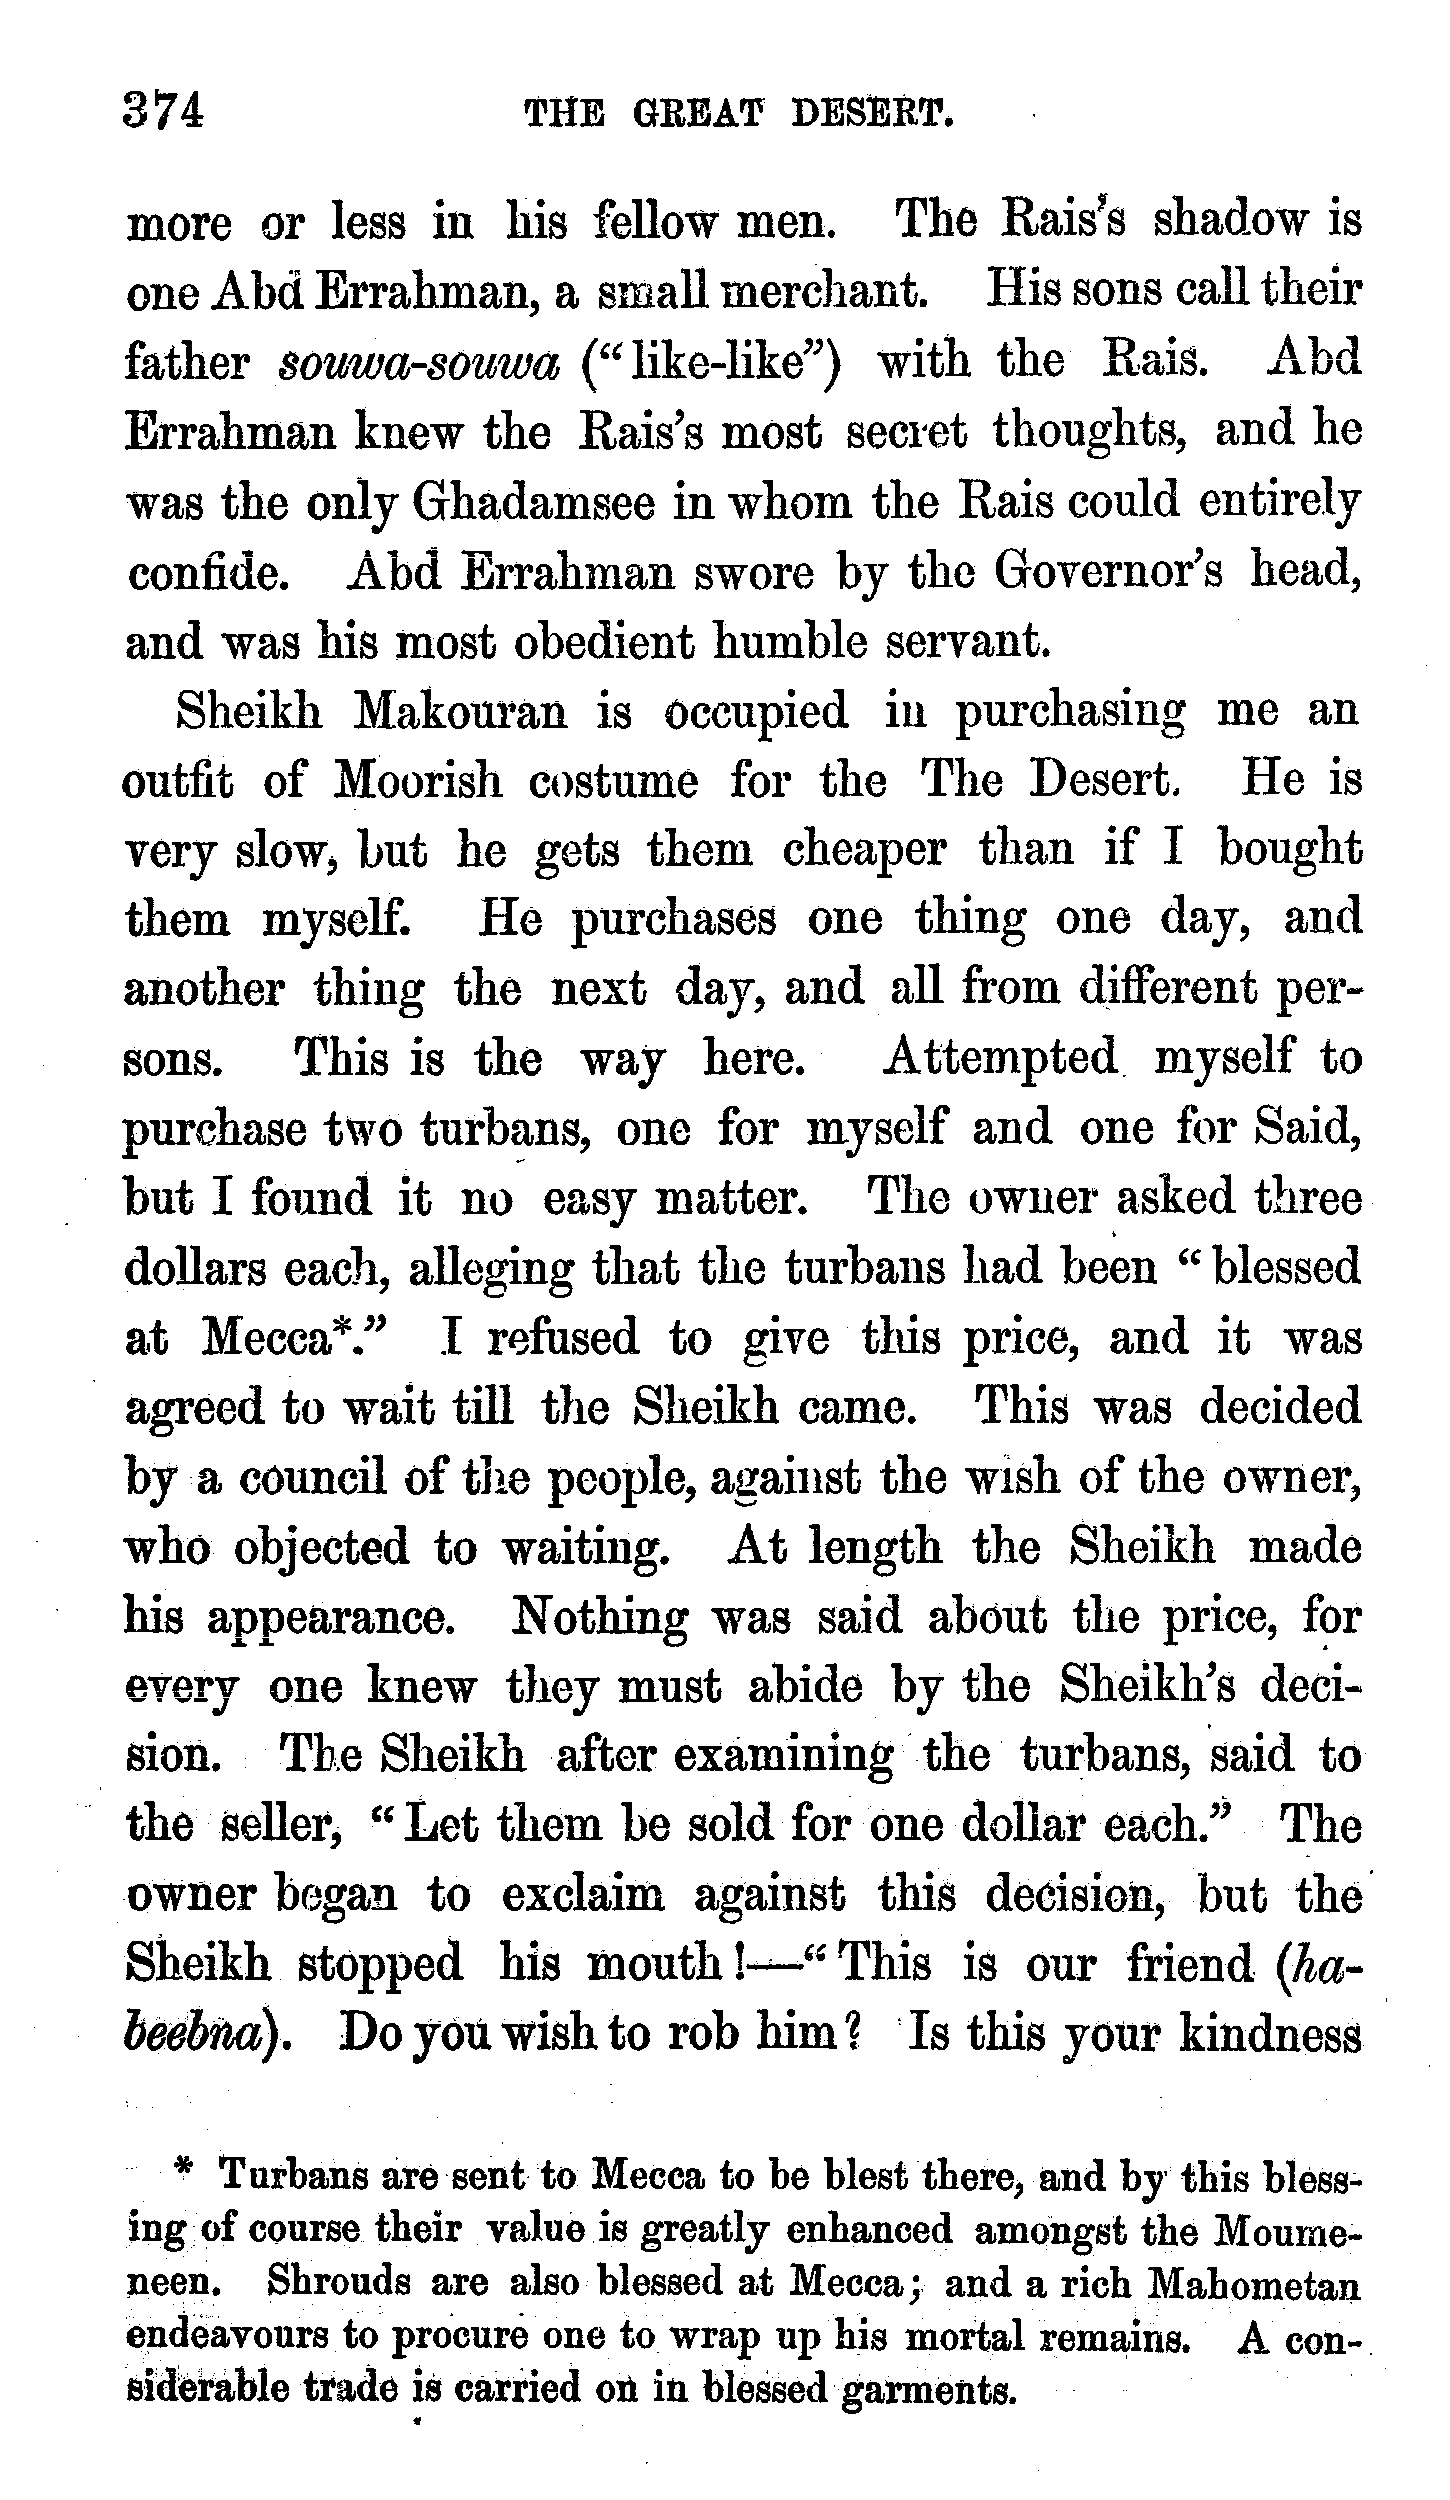 374 THE GREAT DESERT.
more or less in his fellow men. The Rais's shadow is
one Abd Errahman, a small merchant. His sons call their
father souwa-souwa (“like-like”) with the Rais. Abd
Errahman knew the Rais's most secret thoughts, and he
was the only Ghadamsee in whom the Rais could entirely
confide. Abd Errahman swore by the Governor's head,
and was his most obedient humble servant.
Sheikh Makouran is occupied in purchasing me an
outfit of Moorish costume for the The Desert. He is
very slow, but he gets them cheaper than if I bought
them myself. He purchases one thing one day, and
another thing the next day, and all from different per-
sons. This is the way here. Attempted myself to
purchase two turbans, one for myself and one for Said,
but I found it no easy matter. The owner asked three
dollars each, alleging that the turbans had been “blessed
at Mecca*.” I refused to give this price, and it was
agreed to wait till the Sheikh came. This was decided
by a council of the people, against the wish of the owner,
who objected to waiting. At length the Sheikh made
his appearance. Nothing was said about the price, for
every one knew they must abide by the Sheikh's deci-
sion. The Sheikh after examining the turbans, said to
the seller, “Let them be sold for one dollar each.” The
owner began to exclaim against this decision, but the
Sheikh stopped his mouth!—“This is our friend (ha-
beebna). Do you wish to rob him? Is this your kindness
* Turbans are sent to Mecca to be blest there, and by this bless-
ing of course their value is greatly enhanced amongst the Moume-
neen. Shrouds are also blessed at Mecca; and a rich Mahometan
endeavours to procure one to wrap up his mortal remains. A con-
siderable trade is carried on in blessed garments.